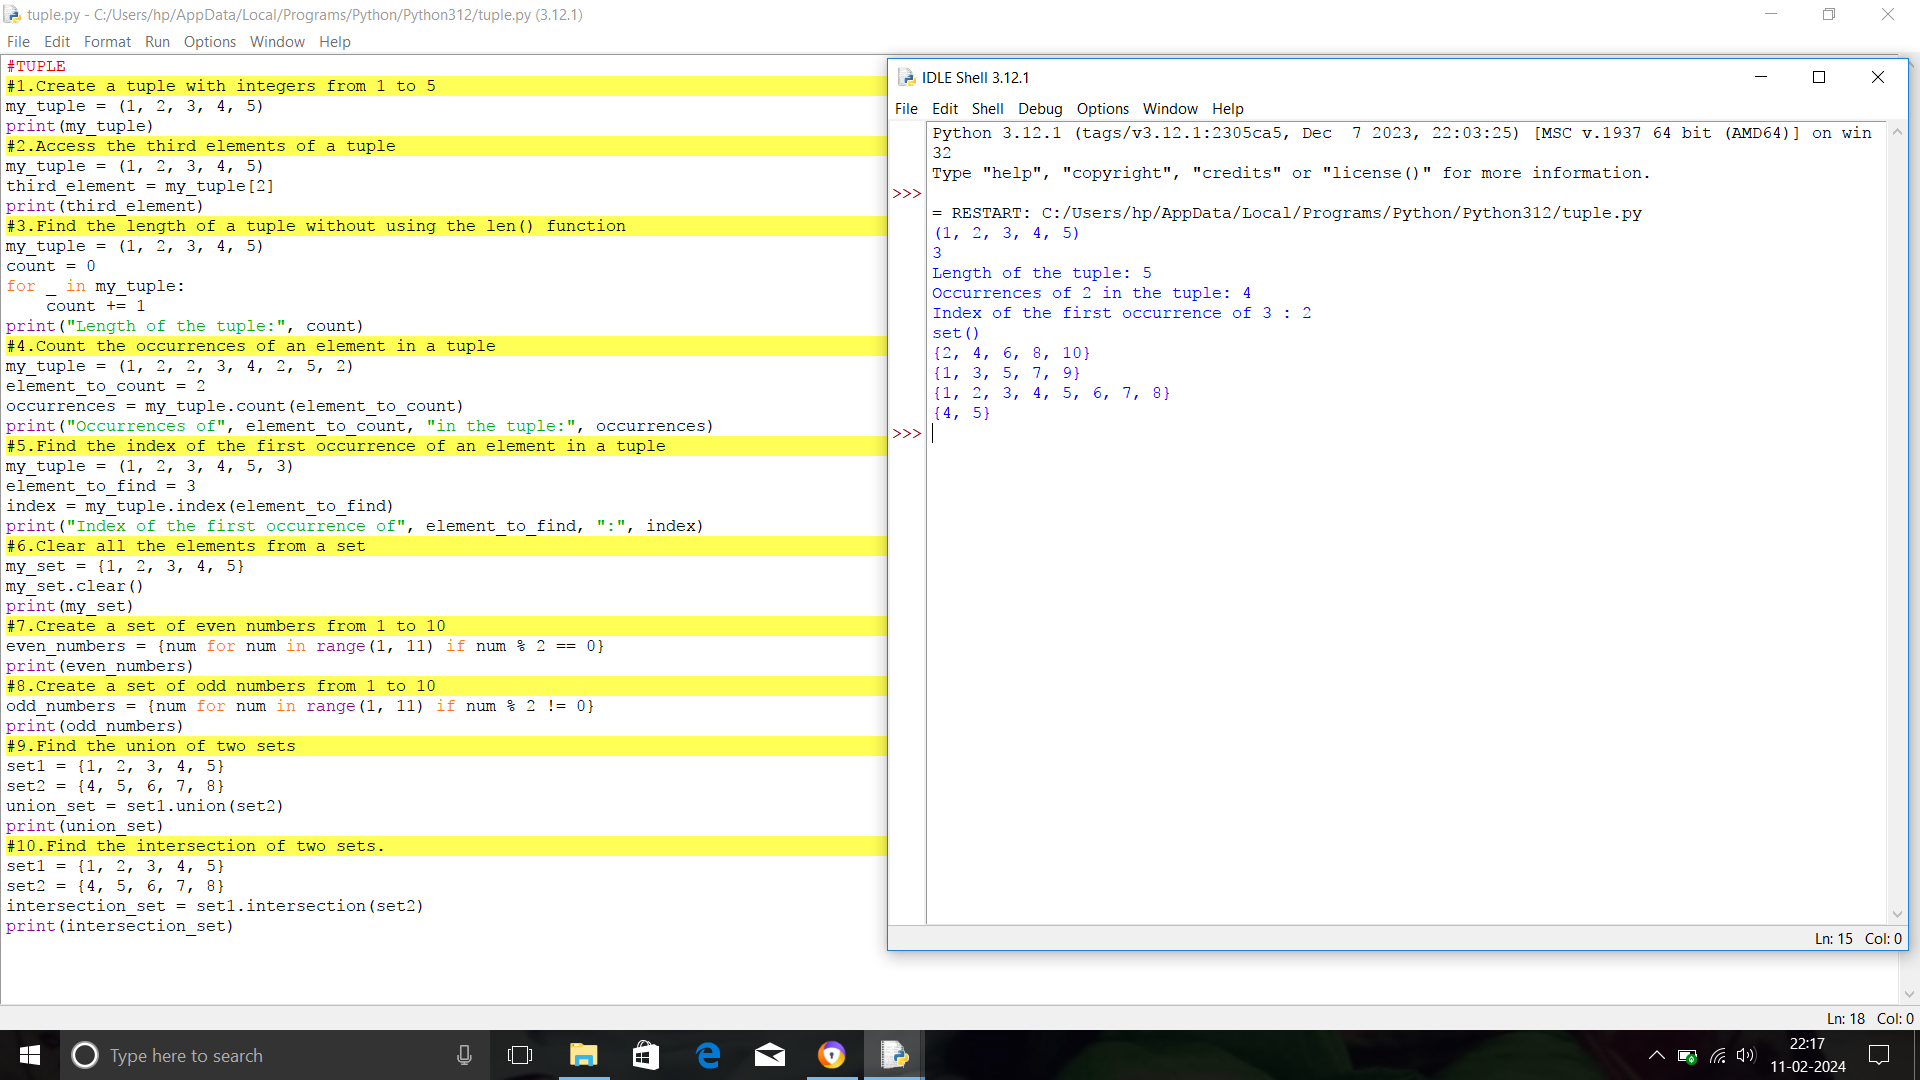 tuple.py - C:/Users/hp/AppData/Local/Programs/Python/Python312/tuple.py (3.12.1)
File Edit Format Run Options Window Help
#TUPLE
#1.Create a tuple with integers from 1 to 5
my_tuple = (1, 2, 3, 4, 5)
print(my_tuple)
#2.Access the third elements of a tuple
my_tuple = (1, 2, 3, 4, 5)
third_element = my_tuple[2]
print(third_element)
#3.Find the length of a tuple without using the len() function
my_tuple = (1, 2, 3, 4, 5)
count = 0
for _ in my_tuple:
    count += 1
print("Length of the tuple:", count)
#4.Count the occurrences of an element in a tuple
my_tuple = (1, 2, 2, 3, 4, 2, 5, 2)
element_to_count = 2
occurrences = my_tuple.count(element_to_count)
print("Occurrences of", element_to_count, "in the tuple:", occurrences)
#5.Find the index of the first occurrence of an element in a tuple
my_tuple = (1, 2, 3, 4, 5, 3)
element_to_find = 3
index = my_tuple.index(element_to_find)
print("Index of the first occurrence of", element_to_find, ":", index)
#6.Clear all the elements from a set
my_set = {1, 2, 3, 4, 5}
my_set.clear()
print(my_set)
#7.Create a set of even numbers from 1 to 10
even_numbers = {num for num in range(1, 11) if num % 2 == 0}
print(even_numbers)
#8.Create a set of odd numbers from 1 to 10
odd_numbers = {num for num in range(1, 11) if num % 2 != 0}
print(odd_numbers)
#9.Find the union of two sets
set1 = {1, 2, 3, 4, 5}
set2 = {4, 5, 6, 7, 8}
union_set = set1.union(set2)
print(union_set)
#10.Find the intersection of two sets.
set1 = {1, 2, 3, 4, 5}
set2 = {4, 5, 6, 7, 8}
intersection_set = set1.intersection(set2)
print(intersection_set)
IDLE Shell 3.12.1
File Edit Shell Debug Options Window Help
Python 3.12.1 (tags/v3.12.1:2305ca5, Dec  7 2023, 22:03:25) [MSC v.1937 64 bit (AMD64)] on win
32
Type "help", "copyright", "credits" or "license()" for more information.
>>>
= RESTART: C:/Users/hp/AppData/Local/Programs/Python/Python312/tuple.py
(1, 2, 3, 4, 5)
3
Length of the tuple: 5
Occurrences of 2 in the tuple: 4
Index of the first occurrence of 3 : 2
set()
{2, 4, 6, 8, 10}
{1, 3, 5, 7, 9}
{1, 2, 3, 4, 5, 6, 7, 8}
{4, 5}
>>>
Ln: 15 Col: 0
Ln: 18 Col: 0
Type here to search
22:17
11-02-2024